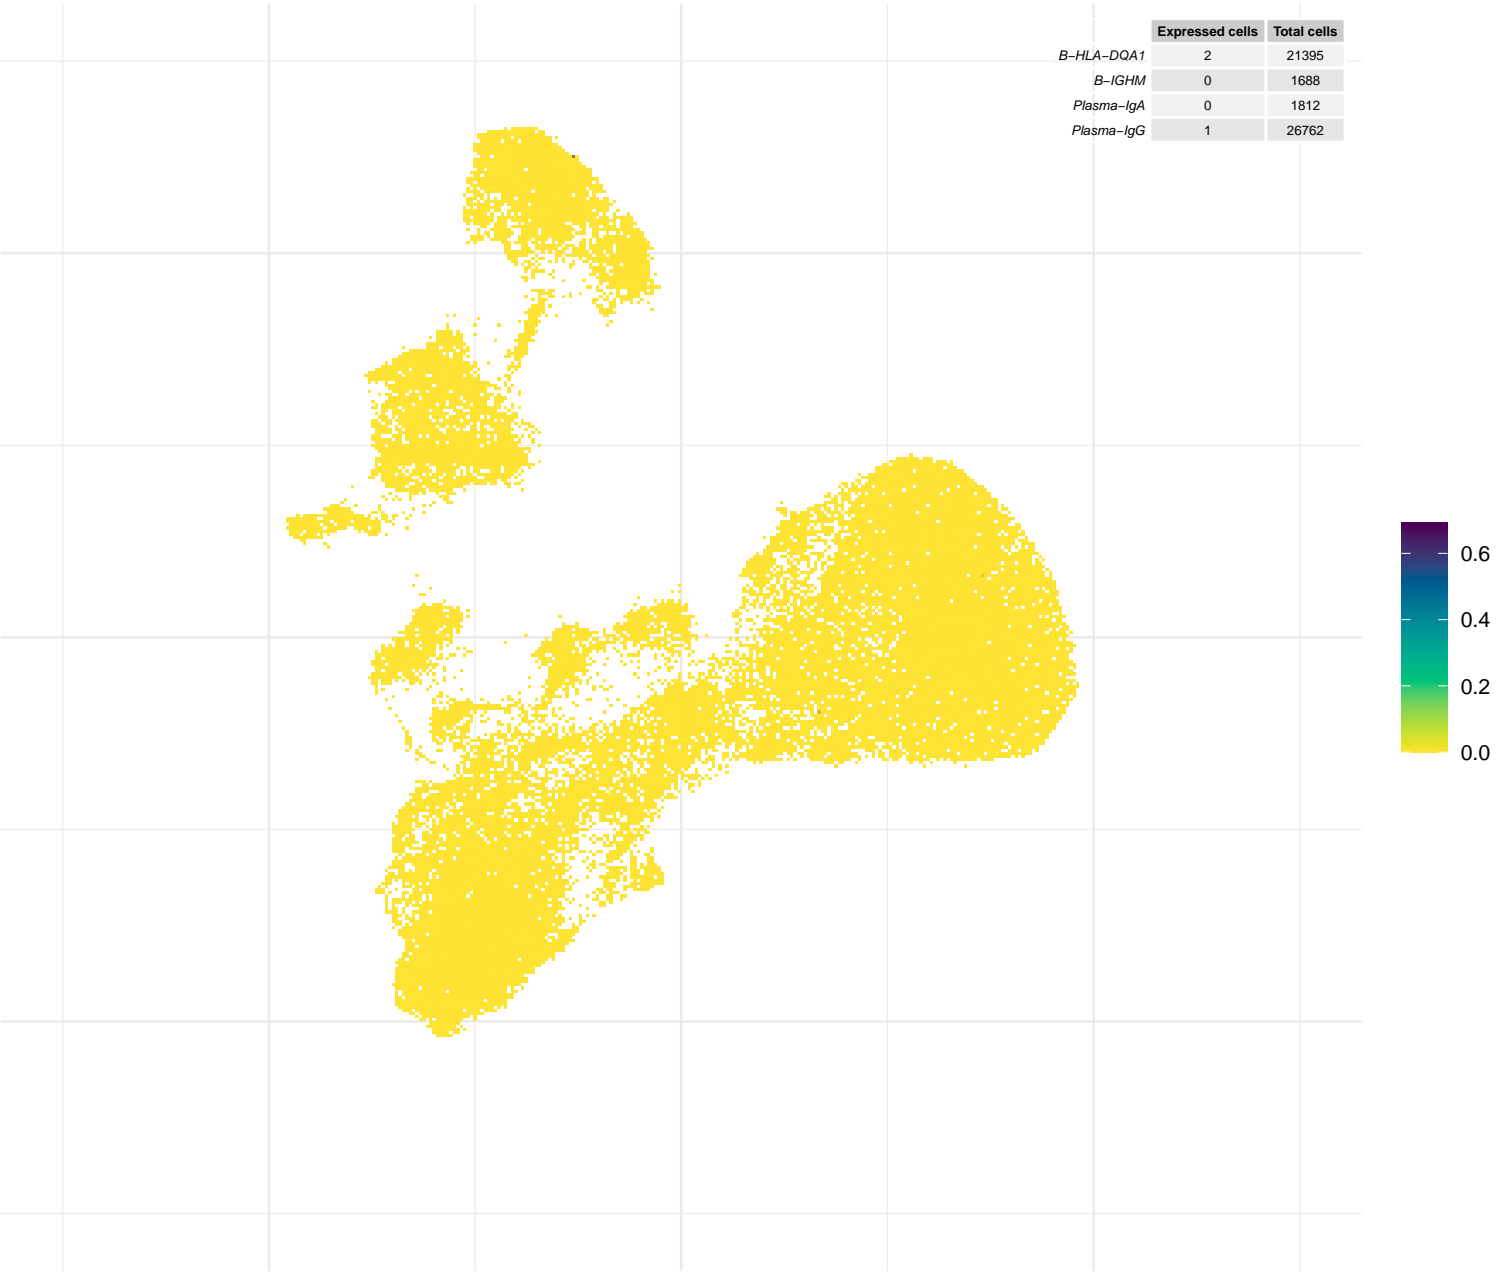 Expressed cells Total cells
B−HLA−DQA1 2 21395
B−IGHM 0 1688
Plasma−IgA 0 1812
Plasma−IgG 1 26762
0.6
0.4
0.2
0.0